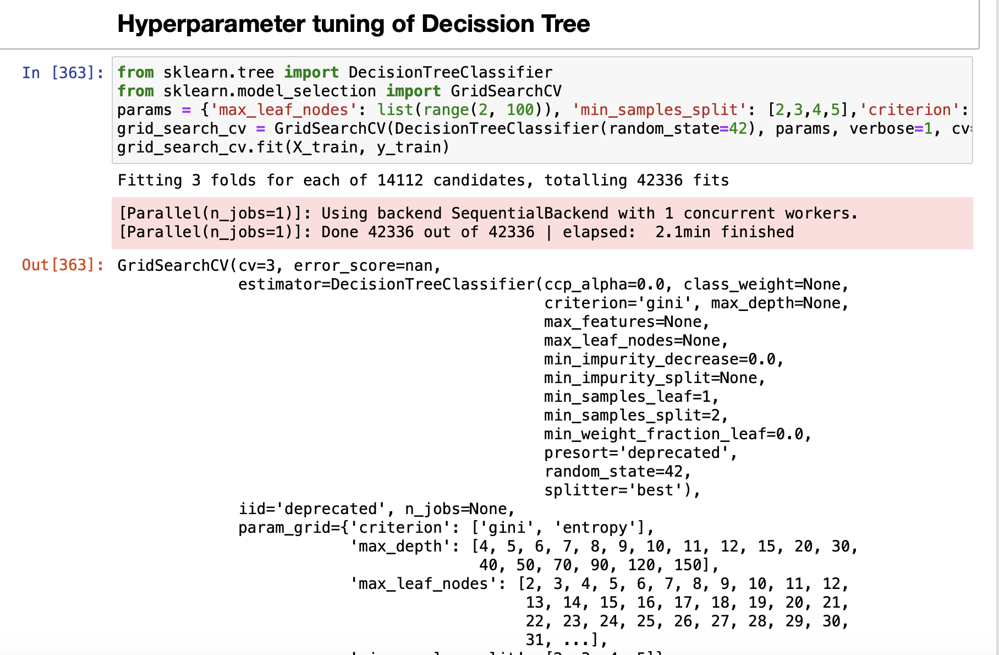 Hyperparameter tuning of Decission Tree
In [363]:
from sklearn.tree import DecisionTreeClassifier
from sklearn.model_selection import GridSearchCV
params = {'max_leaf_nodes': list(range(2, 100)), 'min_samples_split': [2,3,4,5],'criterion':
grid_search_cv = GridSearchCV(DecisionTreeClassifier(random_state=42), params, verbose=1, cv=
grid_search_cv.fit(X_train, y_train)
Fitting 3 folds for each of 14112 candidates, totalling 42336 fits
[Parallel(n_jobs=1)]: Using backend SequentialBackend with 1 concurrent workers.
[Parallel(n_jobs=1)]: Done 42336 out of 42336 | elapsed:  2.1min finished
Out[363]:
GridSearchCV(cv=3, error_score=nan,
estimator=DecisionTreeClassifier(ccp_alpha=0.0, class_weight=None,
criterion='gini', max_depth=None,
max_features=None,
max_leaf_nodes=None,
min_impurity_decrease=0.0,
min_impurity_split=None,
min_samples_leaf=1,
min_samples_split=2,
min_weight_fraction_leaf=0.0,
presort='deprecated',
random_state=42,
splitter='best'),
iid='deprecated', n_jobs=None,
param_grid={'criterion': ['gini', 'entropy'],
'max_depth': [4, 5, 6, 7, 8, 9, 10, 11, 12, 15, 20, 30,
40, 50, 70, 90, 120, 150],
'max_leaf_nodes': [2, 3, 4, 5, 6, 7, 8, 9, 10, 11, 12,
13, 14, 15, 16, 17, 18, 19, 20, 21,
22, 23, 24, 25, 26, 27, 28, 29, 30,
31, ...],